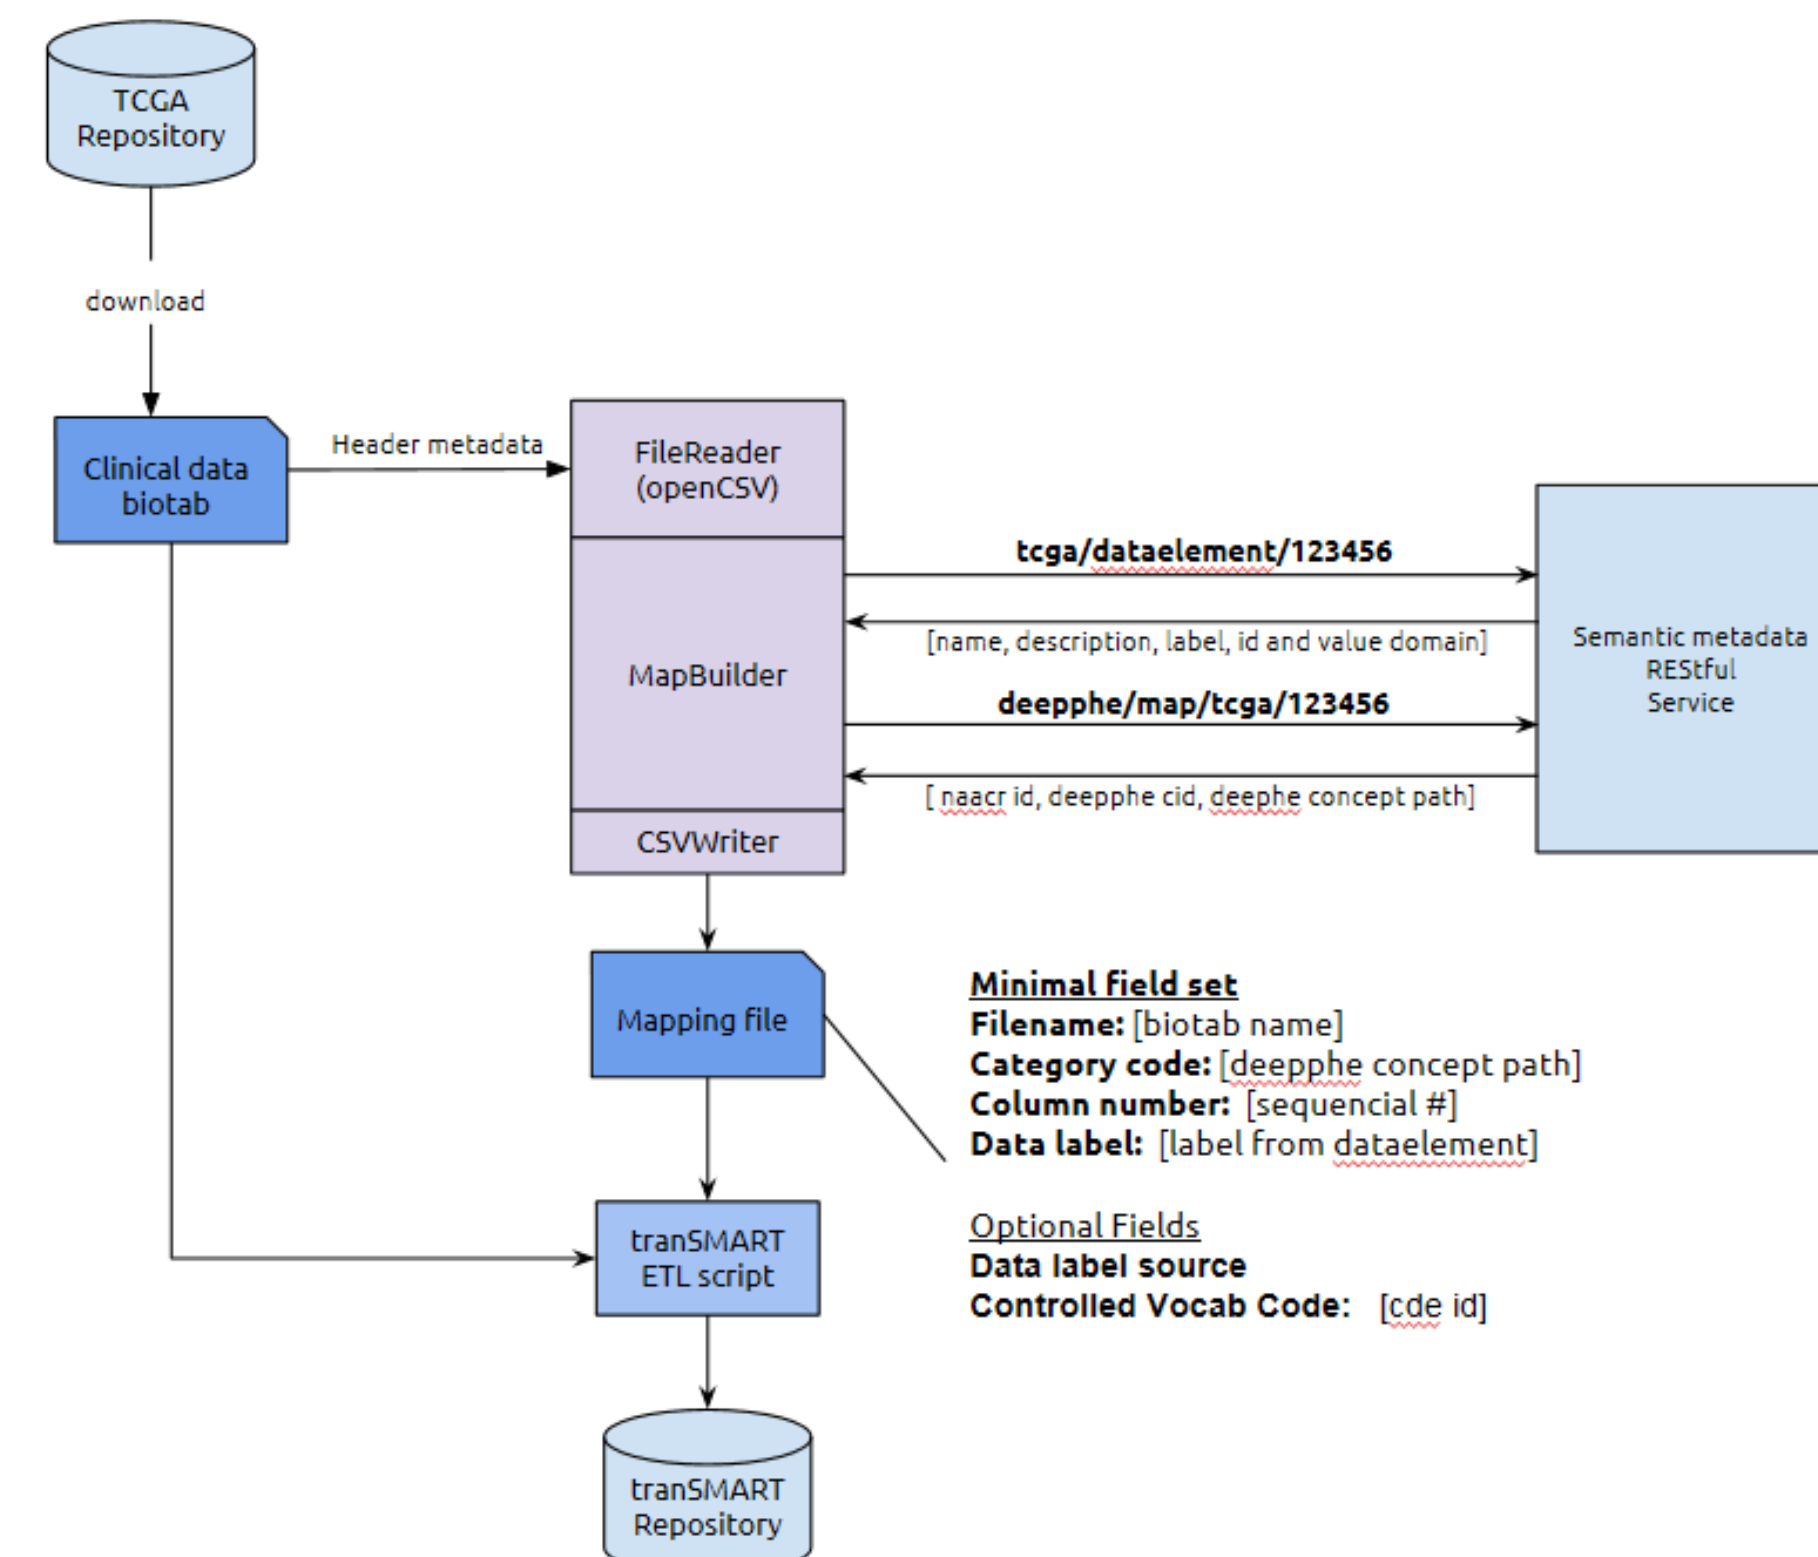 TCGA
Repository
download
Clinical data
biotab
Header metadata
FileReader
(openCSV)
MapBuilder
CSVWriter
tcga/dataelement/123456
[name, description, label, id and value domain]
deepphe/map/tcga/123456
[ naacr id, deepphe cid, deephe concept path]
Semantic metadata
REStful
Service
Mapping file
Minimal field set
Filename: [biotab name]
Category code: [deepphe concept path]
Column number: [sequencial #]
Data label: [label from dataelement]
Optional Fields
Data label source
Controlled Vocab Code: [cde id]
tranSMART
ETL script
tranSMART
Repository